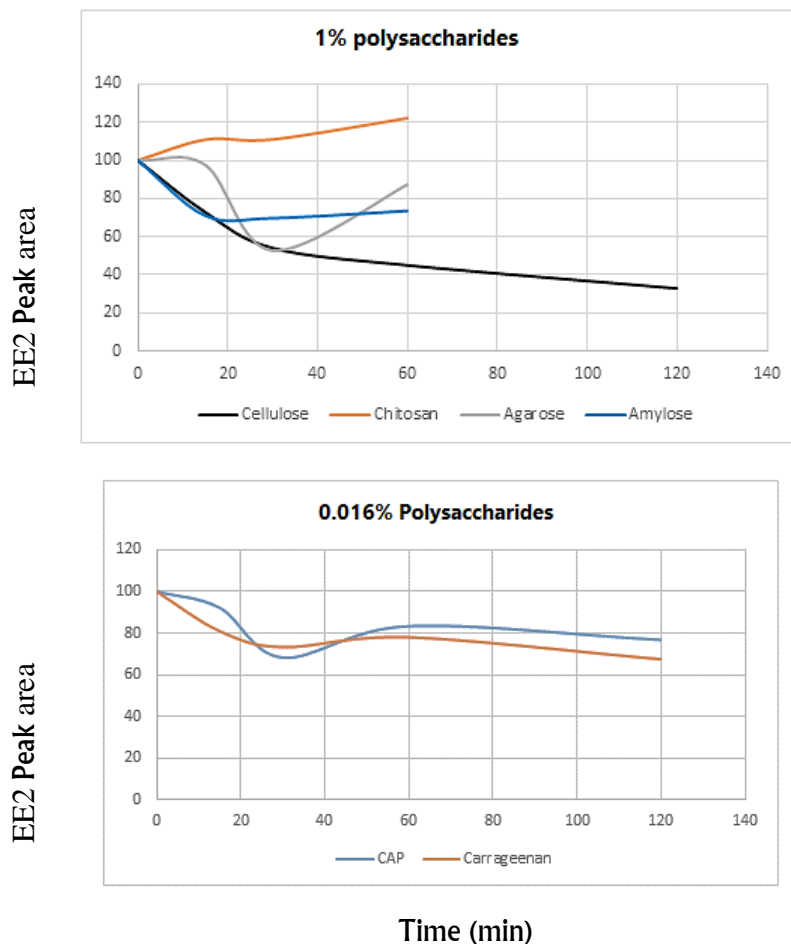 1% polysaccharides
140
120
100
80
60
40
20
0
0 20 40 60 80 100 120 140
EE2 Peak area
Cellulose Chitosan Agarose Amylose
0.016% Polysaccharides
120
100
80
60
40
20
0
0 20 40 60 80 100 120 140
EE2 Peak area
CAP Carrageenan
Time (min)